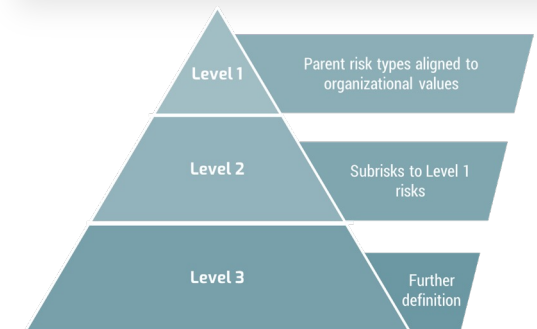 Level 1
Parent risk types aligned to
organizational values
Level 2
Subrisks to Level 1
risks
Level 3
Further
definition